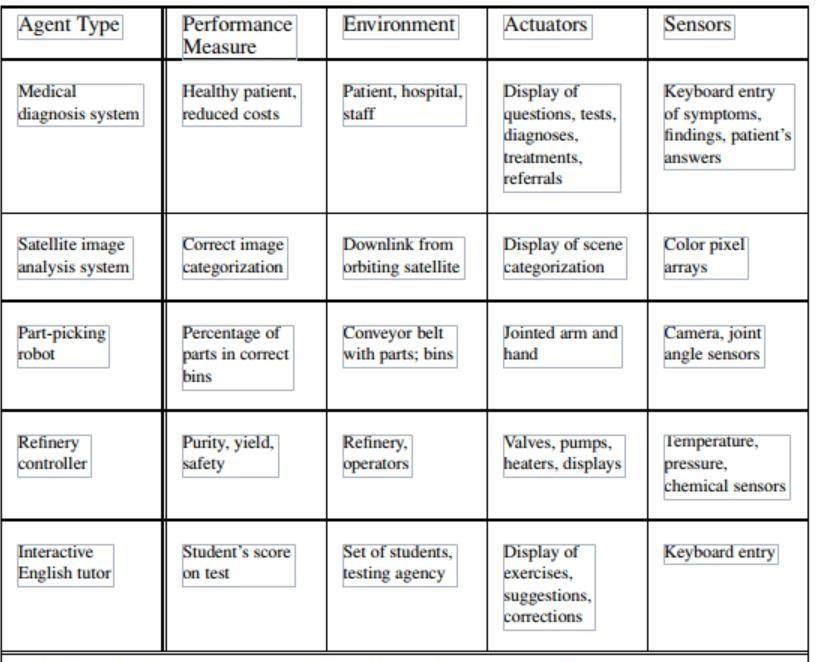 Agent Type
Performance
Measure
Environment
Actuators
Sensors
Medical
diagnosis system
Healthy patient,
reduced costs
Patient, hospital,
staff
Display of
questions, tests,
diagnoses,
treatments,
referrals
Keyboard entry
of symptoms,
findings, patient's
answers
Satellite image
analysis system
Correct image
categorization
Downlink from
orbiting satellite
Display of scene
categorization
Color pixel
arrays
Part-picking
robot
Percentage of
parts in correct
bins
Conveyor belt
with parts; bins
Jointed arm and
hand
Camera, joint
angle sensors
Refinery
controller
Purity, yield,
safety
Refinery,
operators
Valves, pumps,
heaters, displays
Temperature,
pressure,
chemical sensors
Interactive
English tutor
Student's score
on test
Set of students,
testing agency
Display of
exercises,
suggestions,
corrections
Keyboard entry